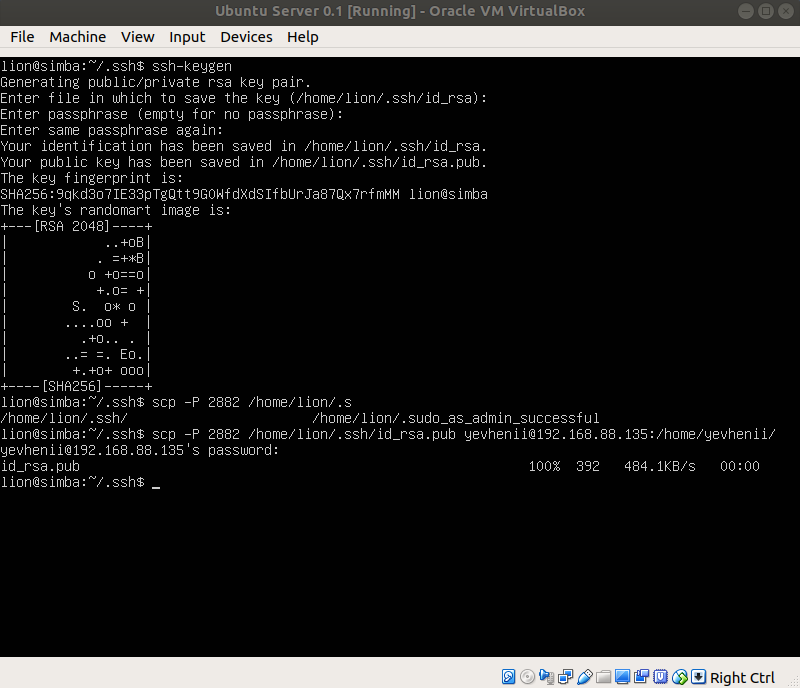 Ubuntu Server 0.1 [Running] - Oracle VM VirtualBox
File Machine View Input Devices Help
lion@simba:~/.ssh$ ssh-keygen
Generating public/private rsa key pair.
Enter file in which to save the key (/home/lion/.ssh/id_rsa):
Enter passphrase (empty for no passphrase):
Enter same passphrase again:
Your identification has been saved in /home/lion/.ssh/id_rsa.
Your public key has been saved in /home/lion/.ssh/id_rsa.pub.
The key fingerprint is:
SHA256:9qkd3o7IE33pTgQtt9G0WfdXdSIfbUrJa87Qx7rfmMM lion@simba
The key's randomart image is:
+---[RSA 2048]----+
|            ..+oB|
|           . =+*B|
|          o +o==o|
|           +.o= +|
|        S.  o* o |
|       ....oo +  |
|         .+o.. . |
|       ..= =. Eo.|
|        +.+o+ ooo|
+----[SHA256]-----+
lion@simba:~/.ssh$ scp -P 2882 /home/lion/.s
/home/lion/.ssh/                       /home/lion/.sudo_as_admin_successful
lion@simba:~/.ssh$ scp -P 2882 /home/lion/.ssh/id_rsa.pub yevhenii@192.168.88.135:/home/yevhenii/
yevhenii@192.168.88.135's password:
id_rsa.pub                                                        100%  392   484.1KB/s   00:00
lion@simba:~/.ssh$ _
Right Ctrl